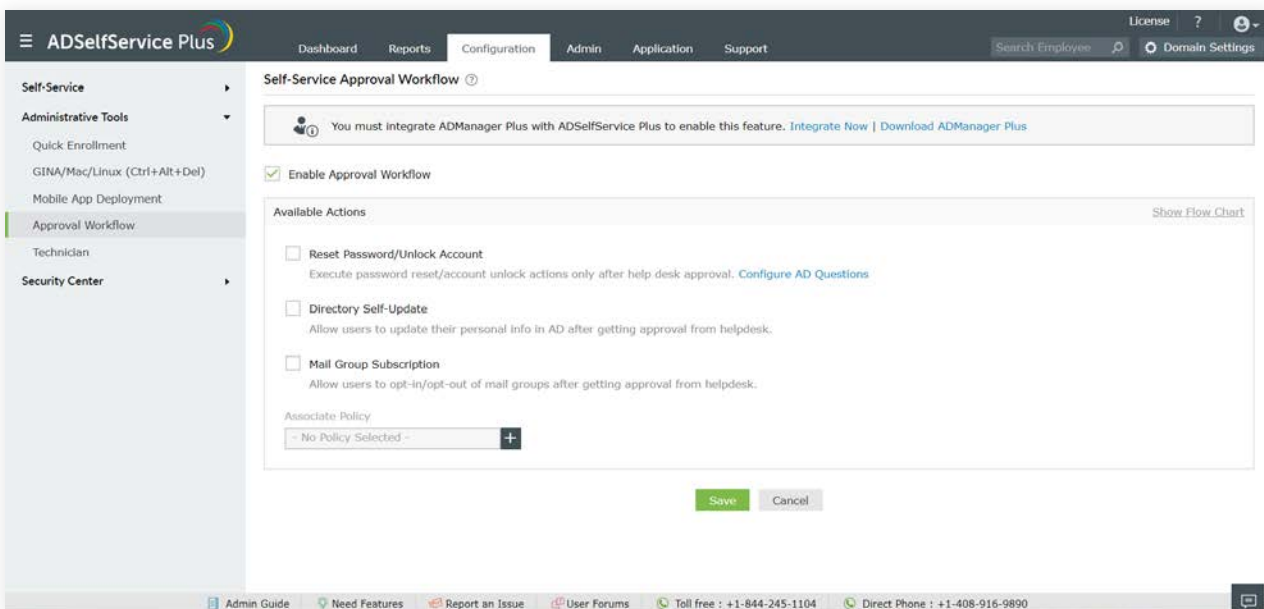 License ?
ADSelfService Plus
Dashboard Reports Configuration Admin Application Support
Search Employee Domain Settings
Self-Service
Administrative Tools
Quick Enrollment
GINA/Mac/Linux (Ctrl+Alt+Del)
Mobile App Deployment
Approval Workflow
Technician
Security Center
Self-Service Approval Workflow ?
You must integrate ADManager Plus with ADSelfService Plus to enable this feature. Integrate Now | Download ADManager Plus
Enable Approval Workflow
Available Actions Show Flow Chart
Reset Password/Unlock Account
Execute password reset/account unlock actions only after help desk approval. Configure AD Questions
Directory Self-Update
Allow users to update their personal info in AD after getting approval from helpdesk.
Mail Group Subscription
Allow users to opt-in/opt-out of mail groups after getting approval from helpdesk.
Associate Policy
- No Policy Selected - +
Save Cancel
Admin Guide Need Features Report an Issue User Forums Toll free : +1-844-245-1104 Direct Phone : +1-408-916-9890